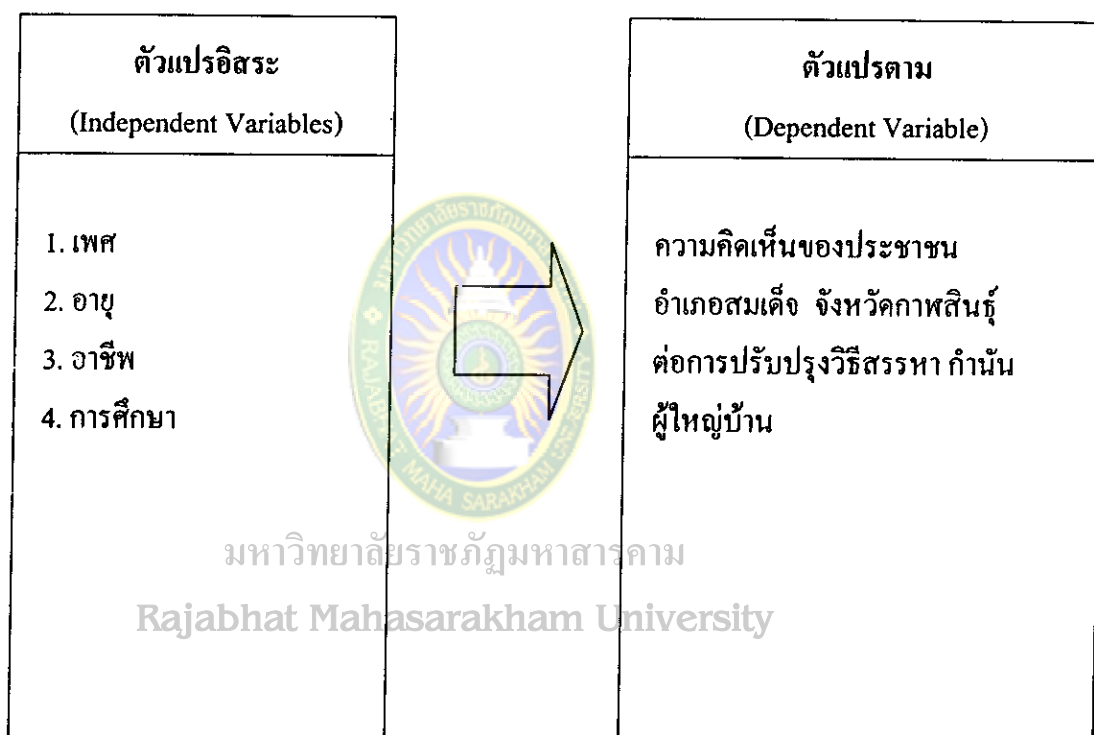 ตัวแปรอิสระ
(Independent Variables)
1. เพศ
2. อายุ
3. อาชีพ
4. การศึกษา
ตัวแปรตาม
(Dependent Variable)
ความคิดเห็นของประชาชน
อำเภอสมเด็จ จังหวัดกาฬสินธุ์
ต่อการปรับปรุงวิธีสรรหา กำนัน
ผู้ใหญ่บ้าน
RAJABHAT MAHA SARAKHAM UNIVERSITY
มหาวิทยาลัยราชภัฏมหาสารคาม
Rajabhat Mahasarakham University